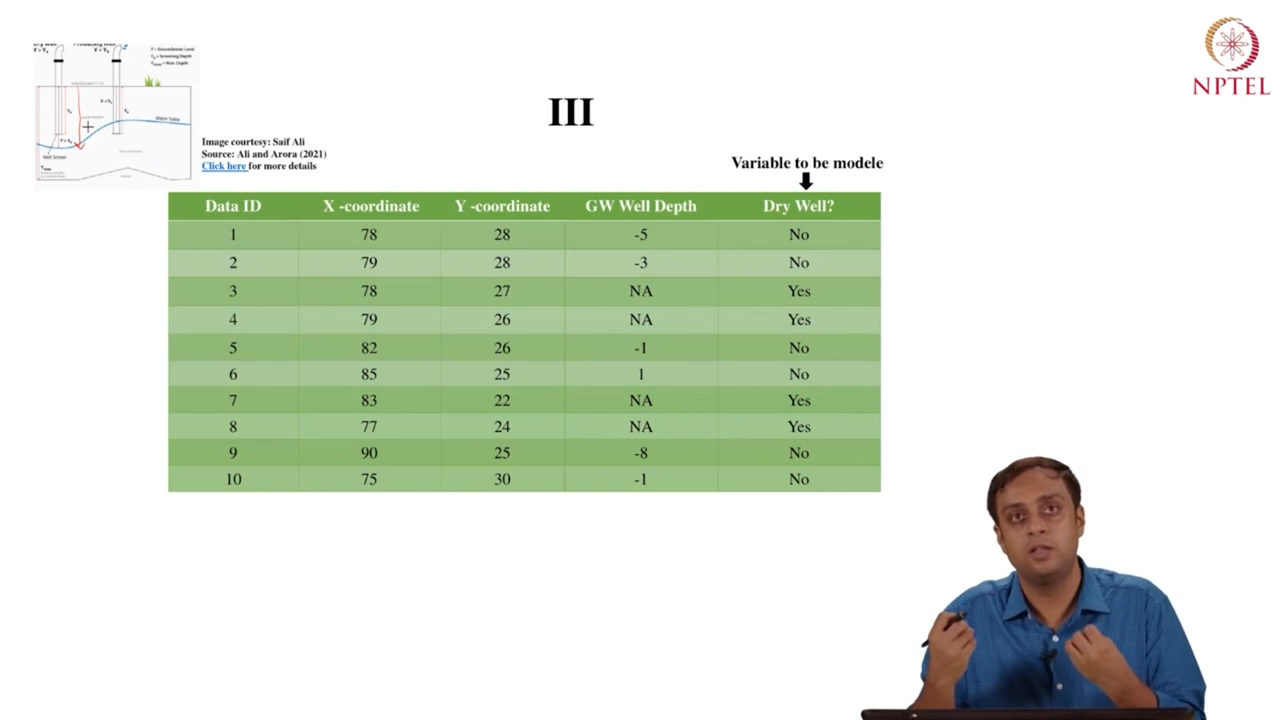 NPTEL
III
Water Table
Well Screen
Image courtesy: Saif Ali
Source: Ali and Arora (2021)
Click here for more details
Variable to be modele
Data ID X -coordinate Y -coordinate GW Well Depth Dry Well?
1 78 28 -5 No
2 79 28 -3 No
3 78 27 NA Yes
4 79 26 NA Yes
5 82 26 -1 No
6 85 25 1 No
7 83 22 NA Yes
8 77 24 NA Yes
9 90 25 -8 No
10 75 30 -1 No